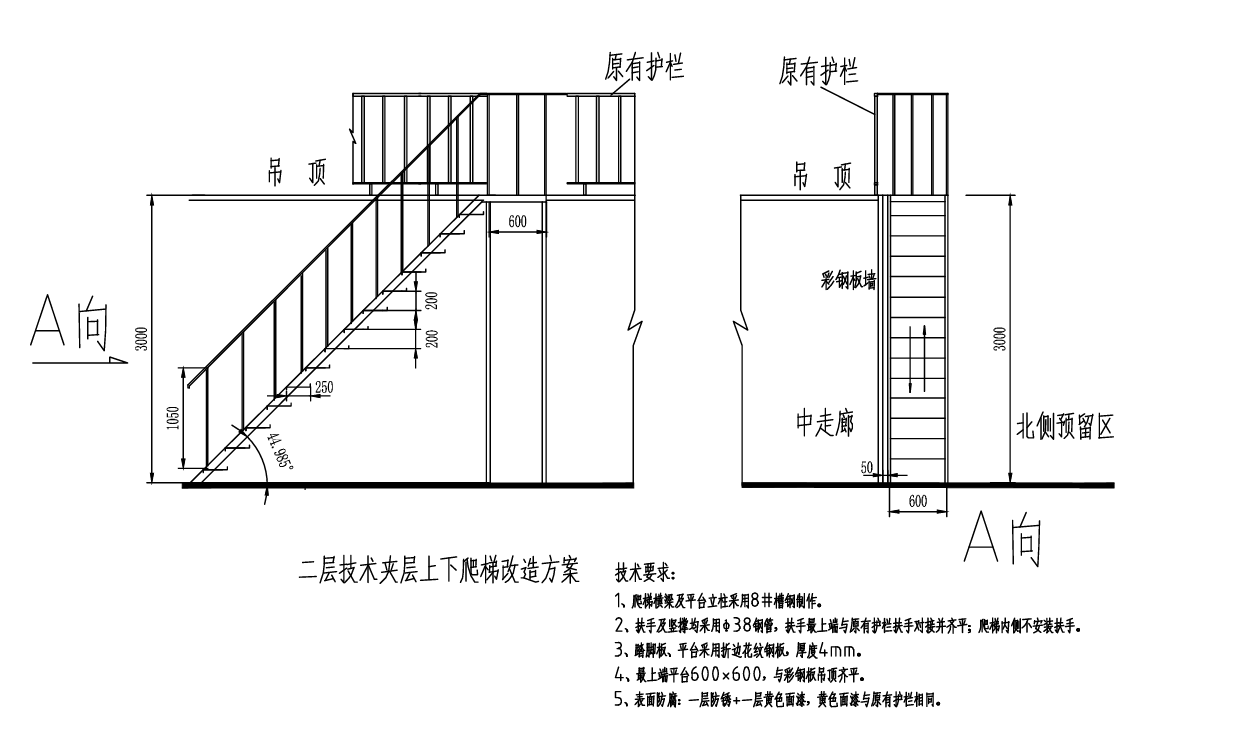 原有护栏
原有护栏
吊 顶
吊 顶
600
彩钢板墙
200
A向
3000
200
3000
250
1050
中走廊
北侧预留区
44.985°
50
600
A向
二层技术夹层上下爬梯改造方案
技术要求：
1、爬梯横梁及平台立柱采用8#槽钢制作。
2、扶手及竖撑均采用Φ38钢管，扶手最上端与原有护栏扶手对接并齐平；爬梯内侧不安装扶手。
3、踏脚板、平台采用折边花纹钢板，厚度4mm。
4、最上端平台600×600，与彩钢板吊顶齐平。
5、表面防腐：一层防锈+一层黄色面漆，黄色面漆与原有护栏相同。